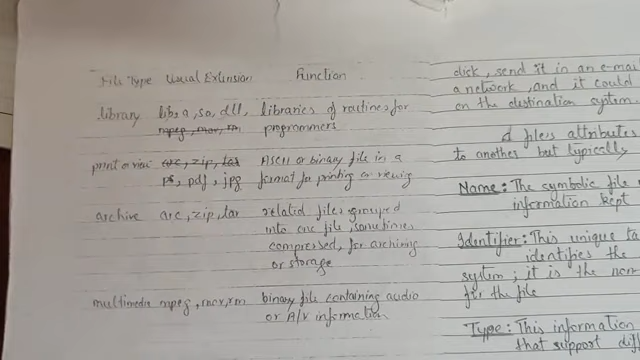 File Type Usual Extension Function
library lib, a, so, dll, libraries of routines for
mpeg, mov, rm programmers
print or view arc, zip, tar ASCII or binary file in a
ps, pdf, jpg format for printing or viewing
archive arc, zip, tar related files grouped
into one file, sometimes
compressed, for archiving
or storage
multimedia mpeg, mov, rm binary file containing audio
or A/V information
disk, send it in an e-mail
a network, and it could
on the destination system
A files attributes
to another but typically
Name: The symbolic file
information kept
Identifier: This unique ta
identifies the
system; it is the non
for the file
Type: This information
that support diff